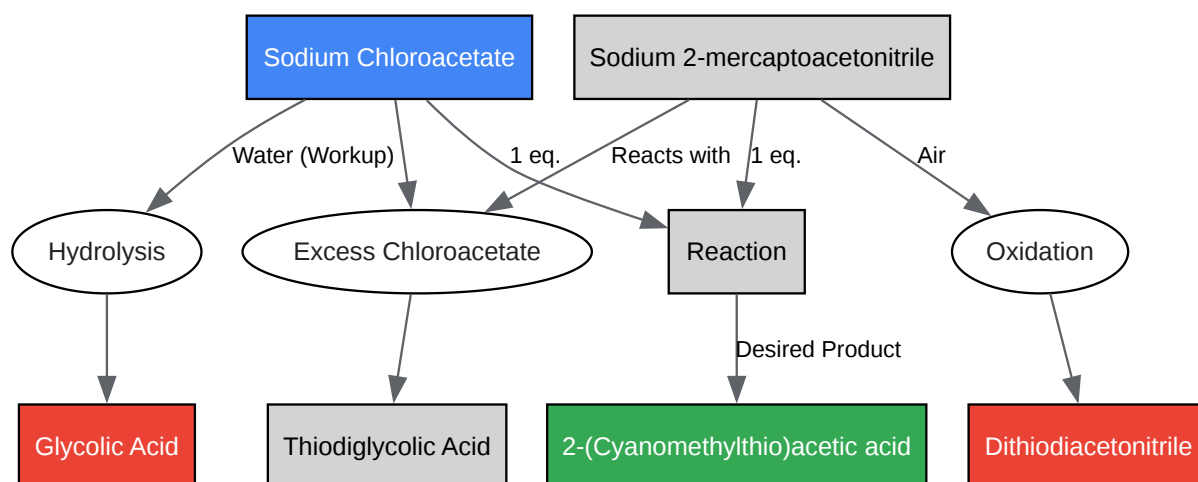 Sodium Chloroacetate
Sodium 2-mercaptoacetonitrile
Water (Workup)
1 eq.
Reacts with
1 eq.
Air
Hydrolysis
Excess Chloroacetate
Reaction
Oxidation
Desired Product
Glycolic Acid
Thiodiglycolic Acid
2-(Cyanomethylthio)acetic acid
Dithiodiacetonitrile